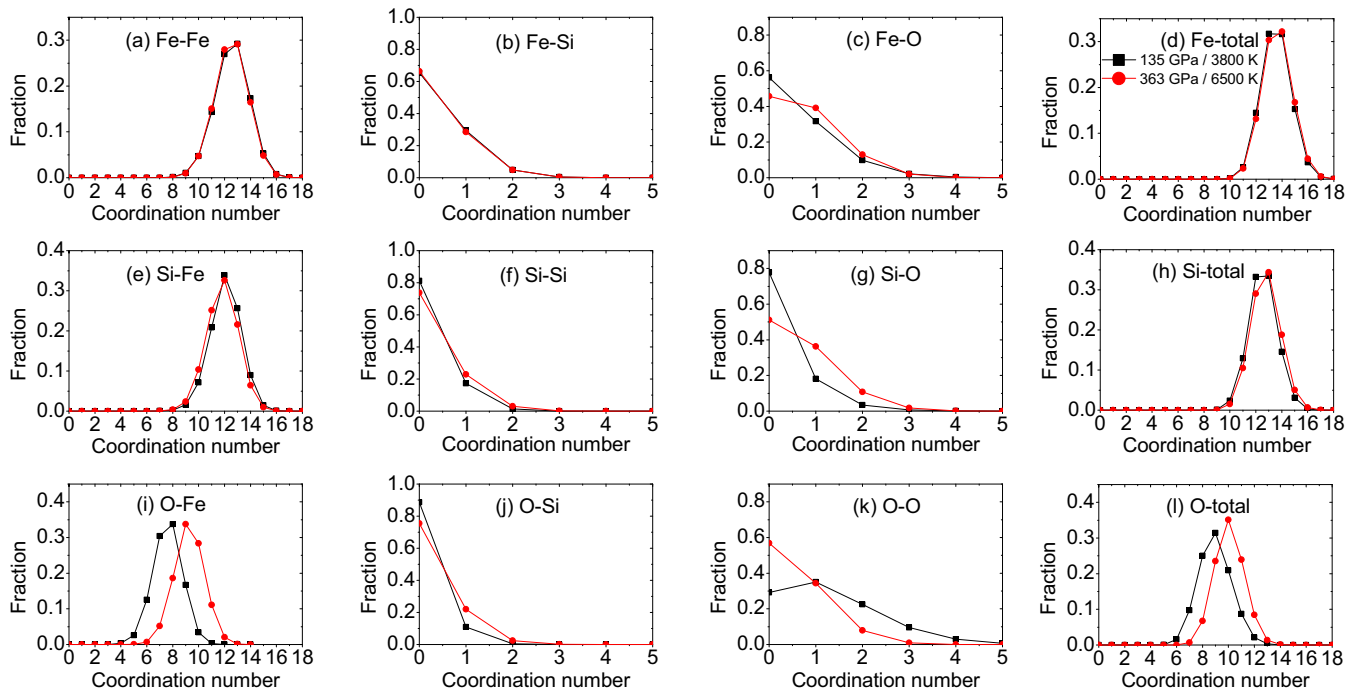 (a) Fe-Fe
0.3
0.2
0.1
0.0
Fraction
0 2 4 6 8 10 12 14 16 18
Coordination number
(b) Fe-Si
1.0
0.8
0.6
0.4
0.2
0.0
Fraction
0 1 2 3 4 5
Coordination number
(c) Fe-O
0.8
0.6
0.4
0.2
0.0
Fraction
0 1 2 3 4 5
Coordination number
(d) Fe-total
135 GPa / 3800 K
363 GPa / 6500 K
0.3
0.2
0.1
0.0
Fraction
0 2 4 6 8 10 12 14 16 18
Coordination number
(e) Si-Fe
0.4
0.3
0.2
0.1
0.0
Fraction
0 2 4 6 8 10 12 14 16 18
Coordination number
(f) Si-Si
1.0
0.8
0.6
0.4
0.2
0.0
Fraction
0 1 2 3 4 5
Coordination number
(g) Si-O
0.8
0.6
0.4
0.2
0.0
Fraction
0 1 2 3 4 5
Coordination number
(h) Si-total
0.4
0.3
0.2
0.1
0.0
Fraction
0 2 4 6 8 10 12 14 16 18
Coordination number
(i) O-Fe
0.4
0.3
0.2
0.1
0.0
Fraction
0 2 4 6 8 10 12 14 16 18
Coordination number
(j) O-Si
1.0
0.8
0.6
0.4
0.2
0.0
Fraction
0 1 2 3 4 5
Coordination number
(k) O-O
0.8
0.6
0.4
0.2
0.0
Fraction
0 1 2 3 4 5
Coordination number
(l) O-total
0.4
0.3
0.2
0.1
0.0
Fraction
0 2 4 6 8 10 12 14 16 18
Coordination number